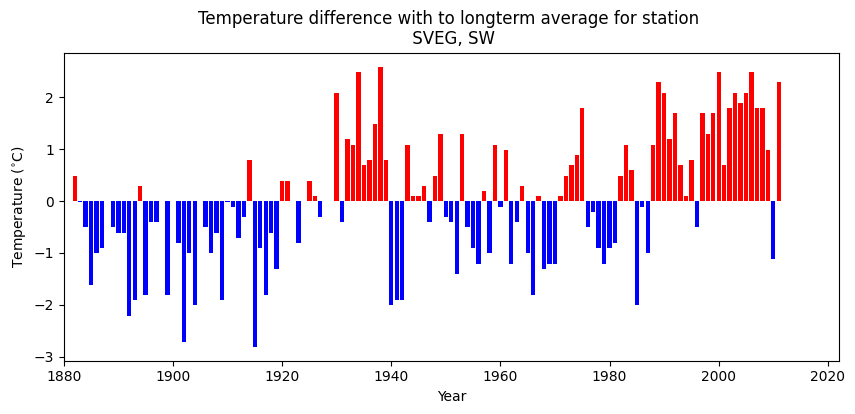 Temperature difference with to longterm average for station
SVEG, SW
Temperature (°C)
2
1
0
−1
−2
−3
1880 1900 1920 1940 1960 1980 2000 2020
Year